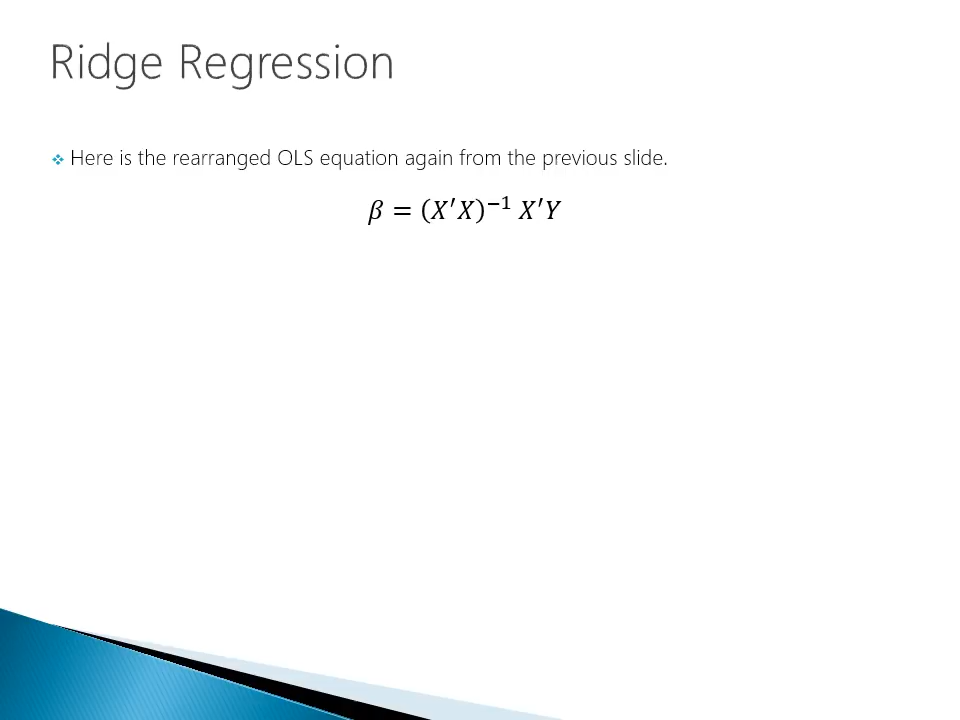 Ridge Regression
Here is the rearranged OLS equation again from the previous slide.
β = (X′X)⁻¹ X′Y